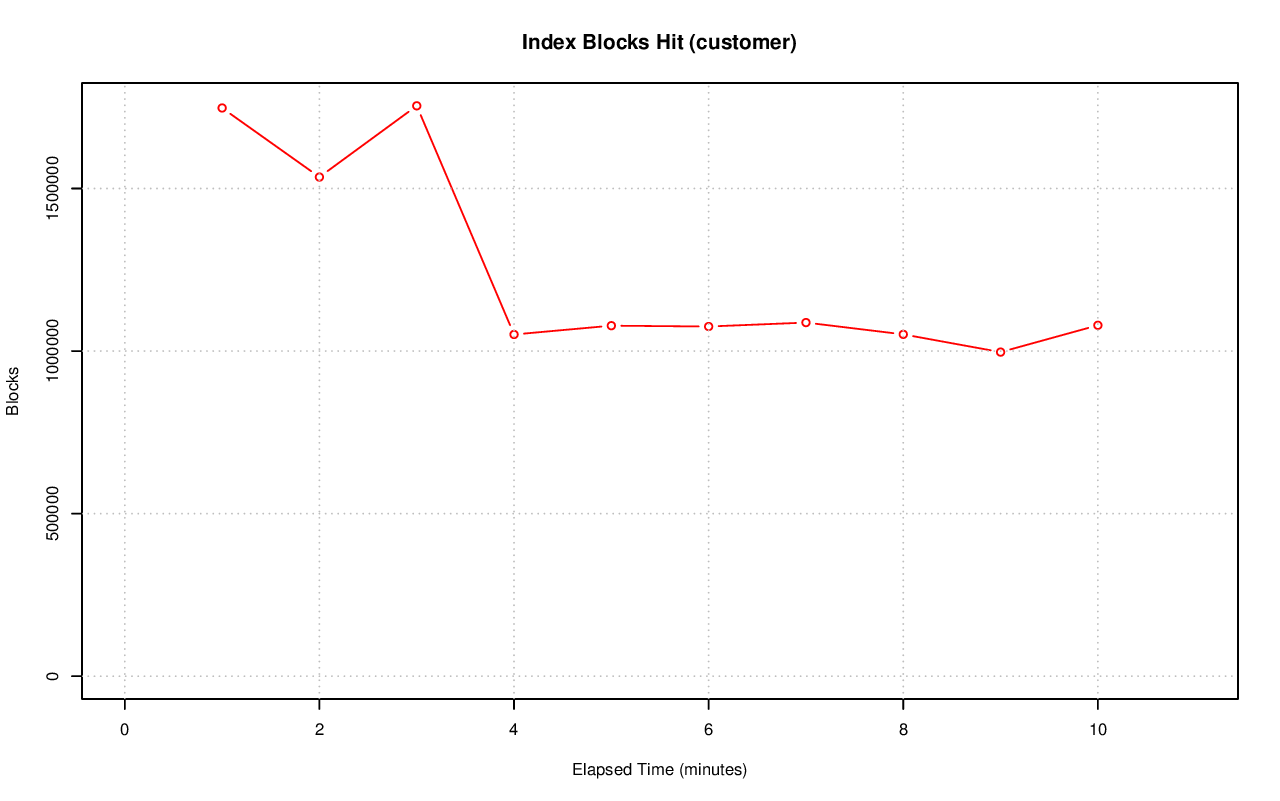 Index Blocks Hit (customer)
Blocks
1500000
1000000
500000
0
0 2 4 6 8 10
Elapsed Time (minutes)